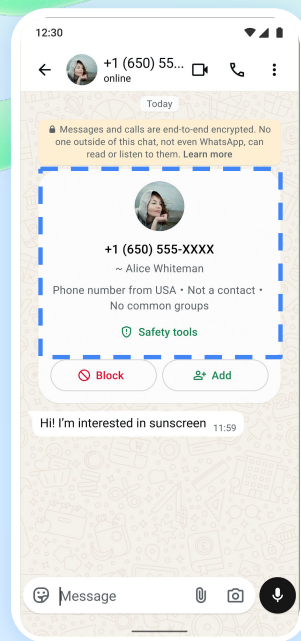 12:30
+1 (650) 55...
online
Today
Messages and calls are end-to-end encrypted. No
one outside of this chat, not even WhatsApp, can
read or listen to them. Learn more
+1 (650) 555-XXXX
~ Alice Whiteman
Phone number from USA • Not a contact •
No common groups
Safety tools
Block
Add
Hi! I'm interested in sunscreen 11:59
Message